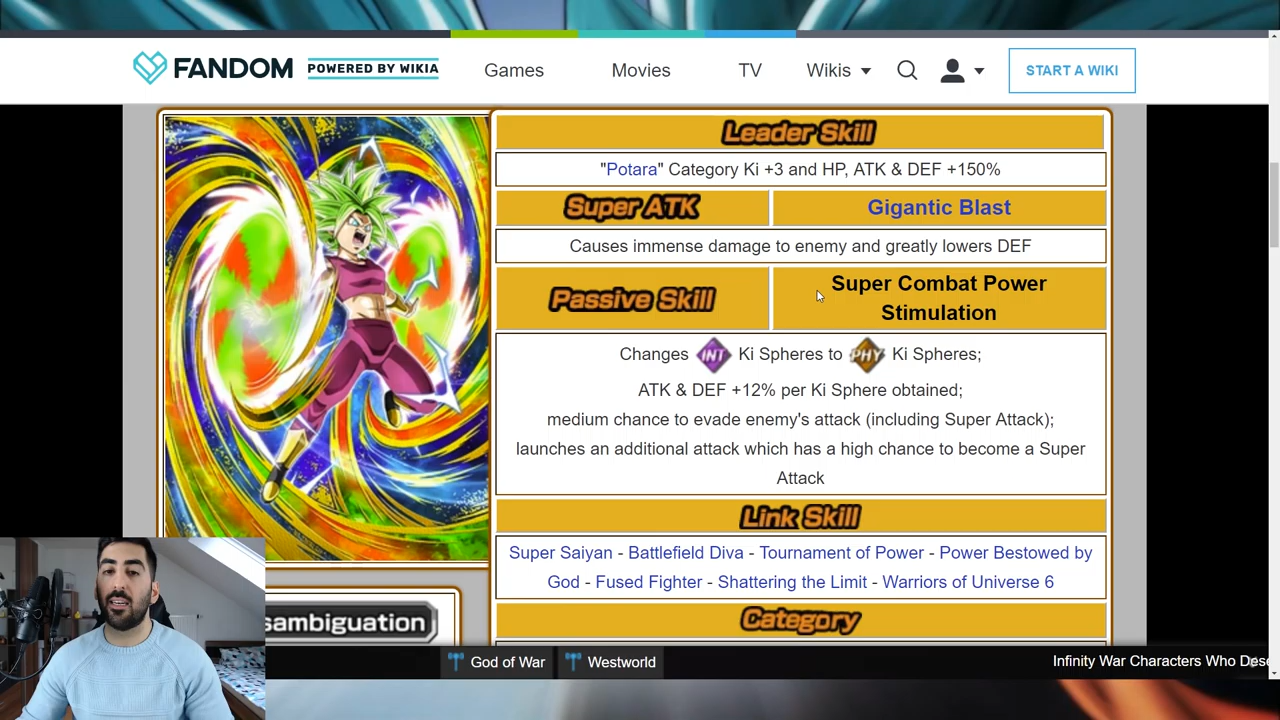 FANDOM POWERED BY WIKIA Games Movies TV Wikis START A WIKI
Leader Skill
"Potara" Category Ki +3 and HP, ATK & DEF +150%
Super ATK Gigantic Blast
Causes immense damage to enemy and greatly lowers DEF
Passive Skill Super Combat Power
Stimulation
Changes INT Ki Spheres to PHY Ki Spheres;
ATK & DEF +12% per Ki Sphere obtained;
medium chance to evade enemy's attack (including Super Attack);
launches an additional attack which has a high chance to become a Super
Attack
Link Skill
Super Saiyan - Battlefield Diva - Tournament of Power - Power Bestowed by
God - Fused Fighter - Shattering the Limit - Warriors of Universe 6
Category
sambiguation
God of War Westworld Infinity War Characters Who